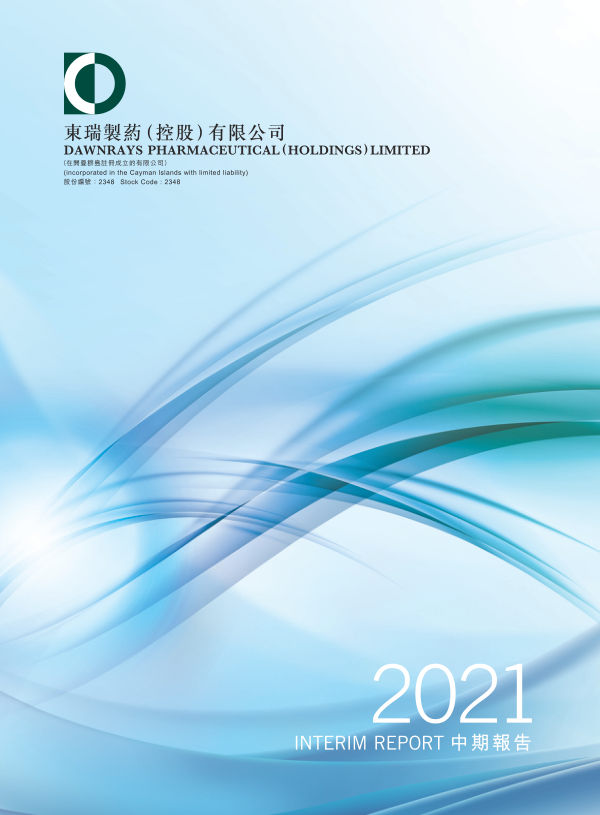 東瑞製葯（控股）有限公司
DAWNRAYS PHARMACEUTICAL (HOLDINGS) LIMITED
（在開曼群島註冊成立的有限公司）
(incorporated in the Cayman Islands with limited liability)
股份編號：2348 Stock Code : 2348
2021
INTERIM REPORT 中期報告